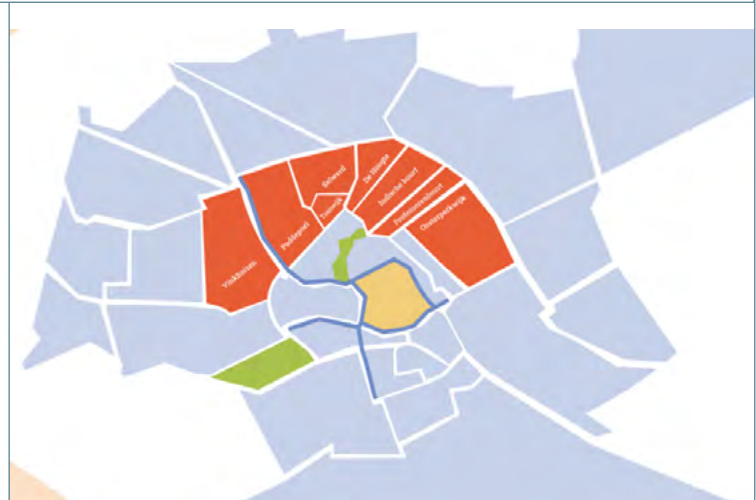 Vinkhuizen
Paddepoel
Selwerd
Tuinwijk
De Hoogte
Indische buurt
Professorenbuurt
Oosterparkwijk